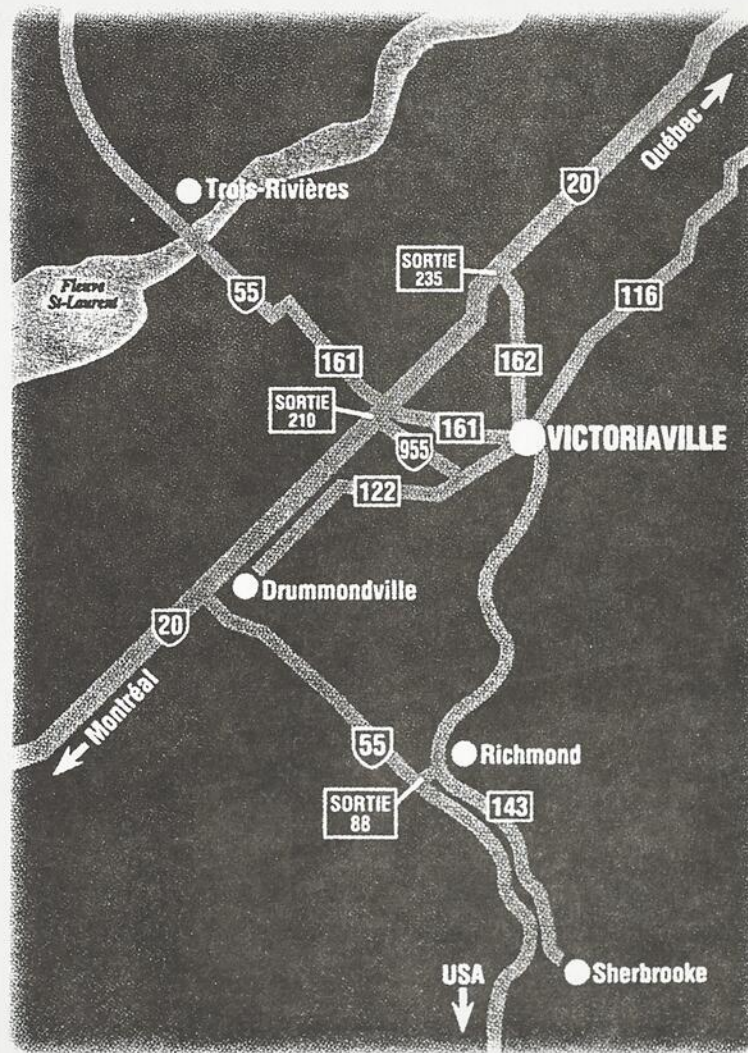 Québec
20
Trois-Rivières
SORTIE
235
Fleuve
St-Laurent
55
116
161
162
SORTIE
210
161
955
VICTORIAVILLE
122
Drummondville
20
Montréal
55
Richmond
SORTIE
88
143
USA
Sherbrooke